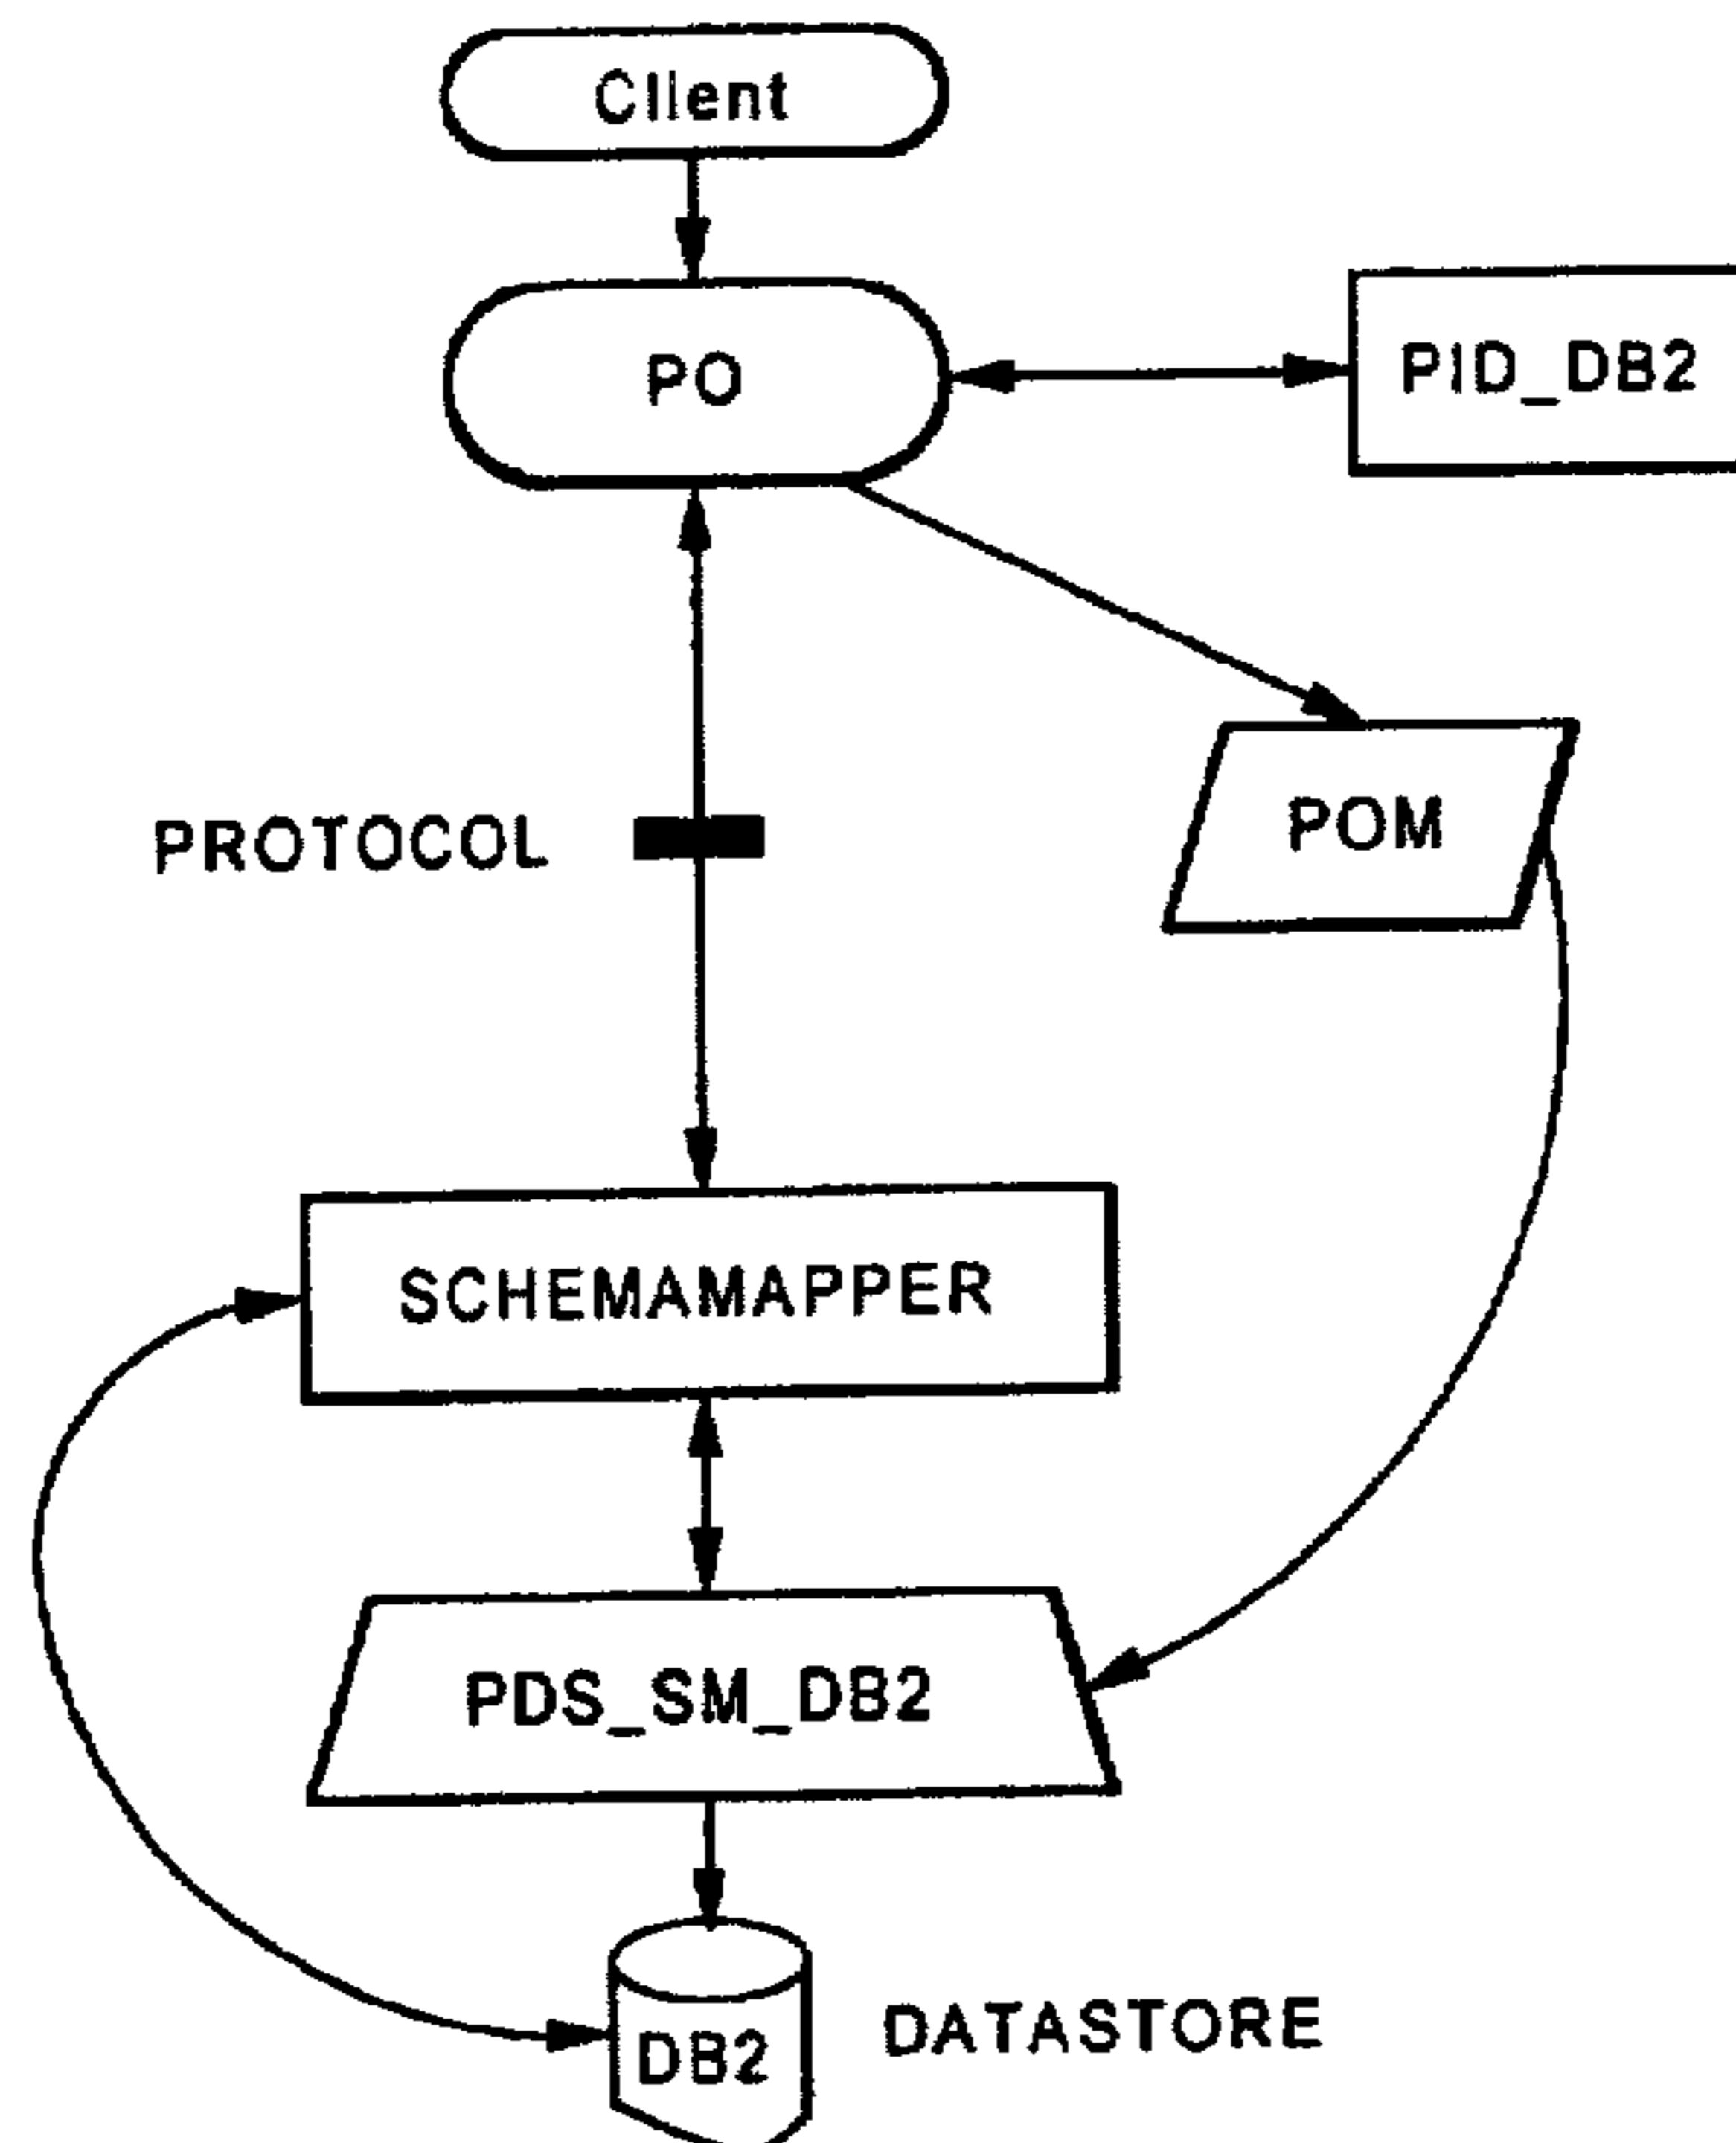 Client
PO
PID_DB2
POM
PROTOCOL
SCHEMAMAPPER
PDS_SM_DB2
DB2
DATASTORE